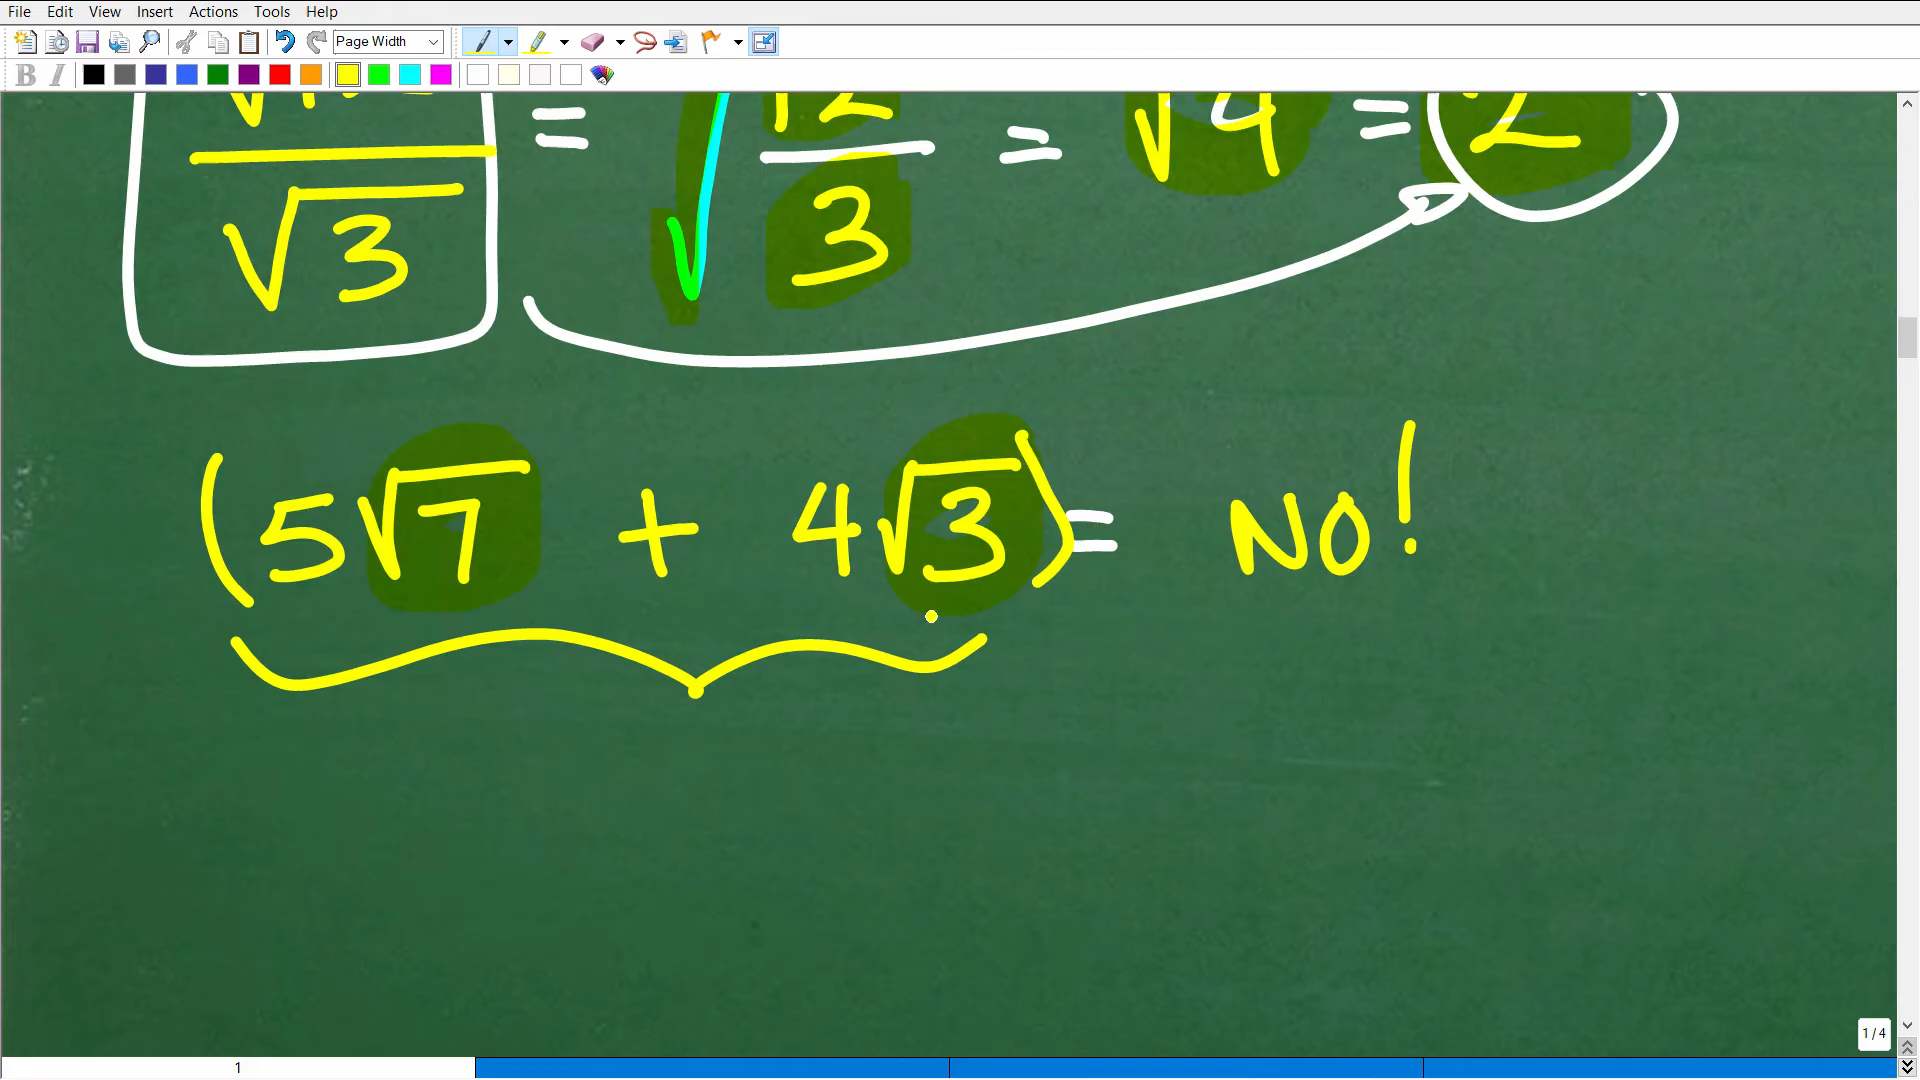 File Edit View Insert Actions Tools Help
Page Width
B I
= 12 = √4 = 2
√3 √ 3
(5√7 + 4√3) = NO!
1/4
1